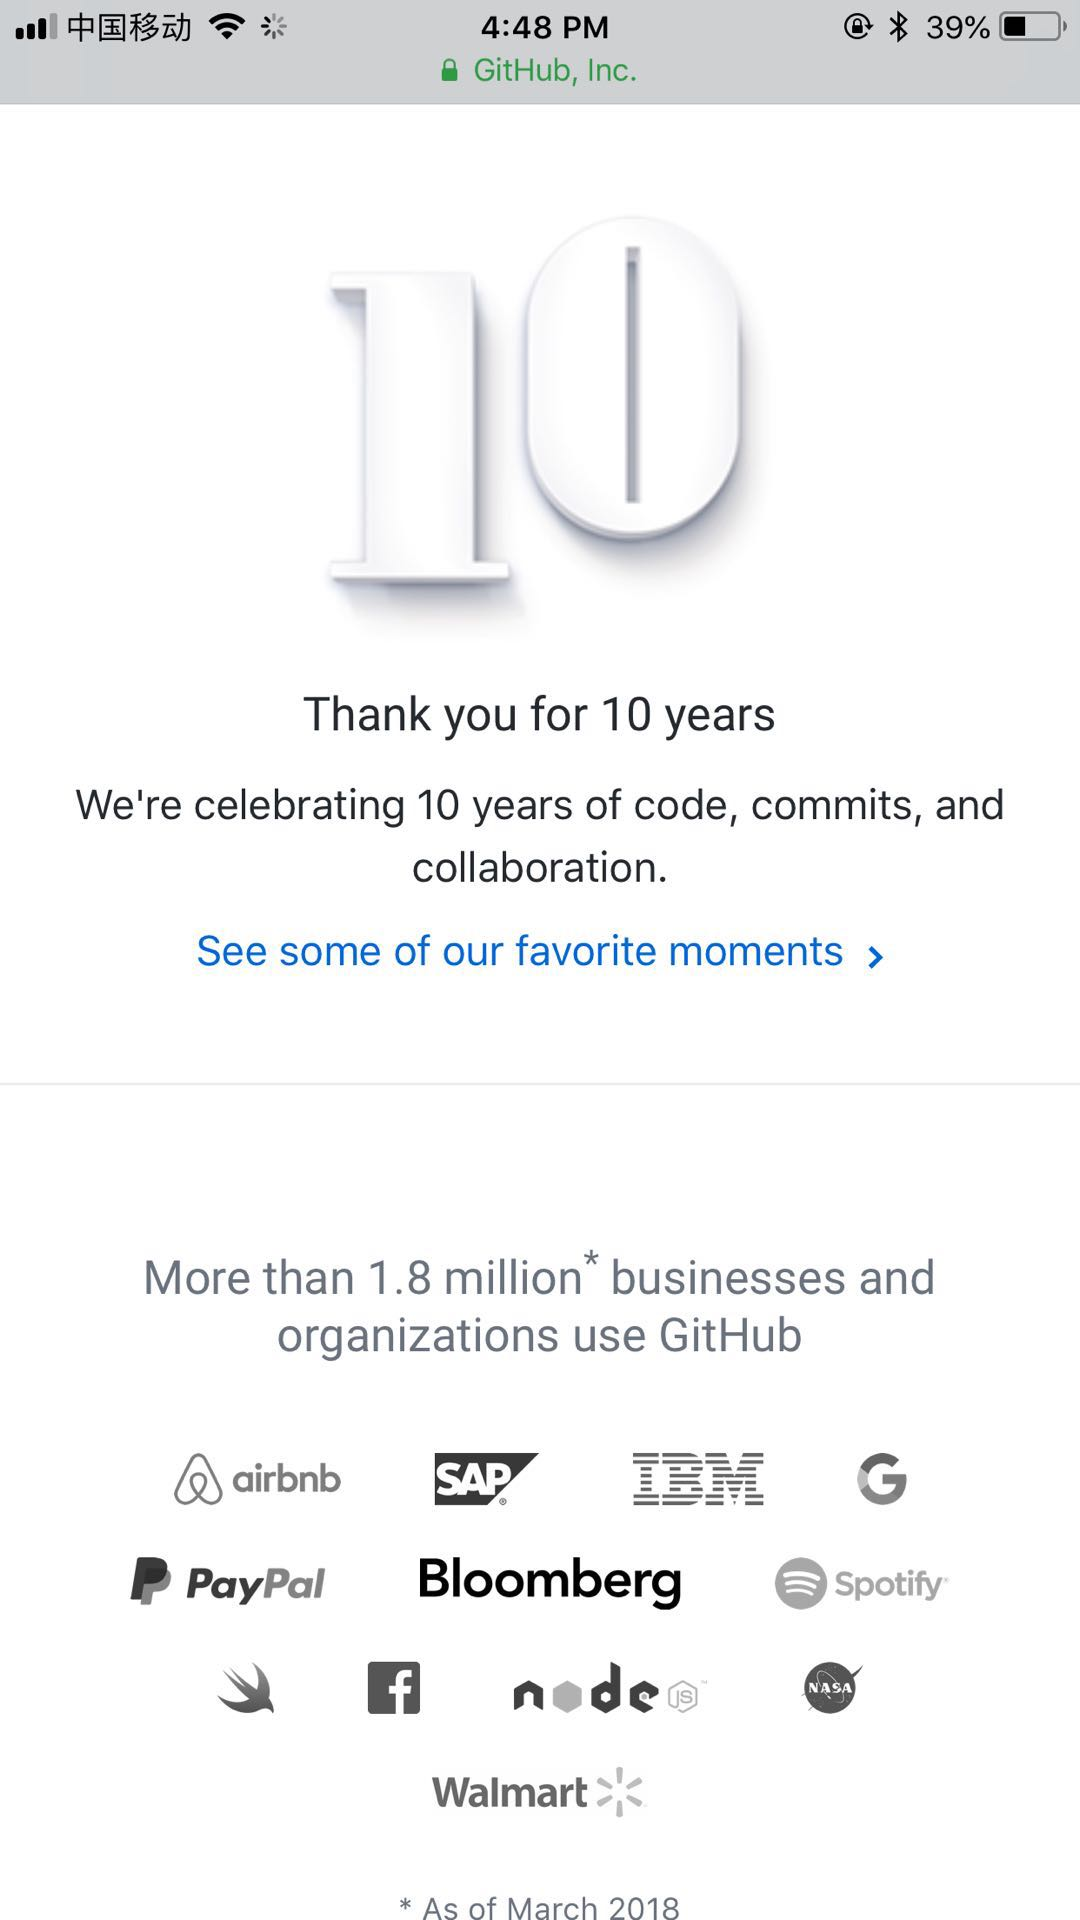 中国移动 4:48 PM 39%
GitHub, Inc.
10
Thank you for 10 years
We're celebrating 10 years of code, commits, and
collaboration.
See some of our favorite moments
More than 1.8 million* businesses and
organizations use GitHub
airbnb SAP® IBM G
PayPal Bloomberg Spotify
f node JS™ NASA
Walmart
* As of March 2018